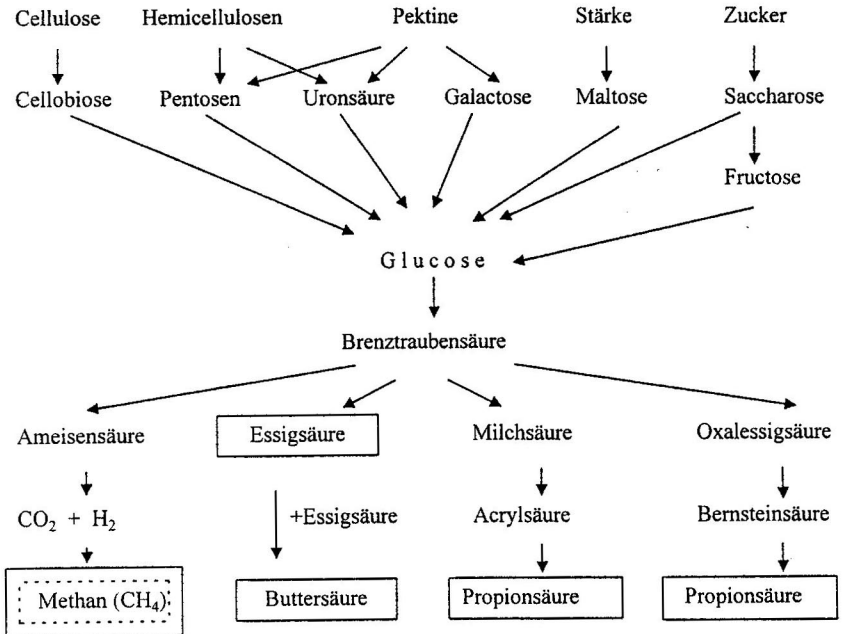 Cellulose Hemicellulosen Pektine Stärke Zucker
Cellobiose Pentosen Uronsäure Galactose Maltose Saccharose
Fructose
Glucose
Brenztraubensäure
Ameisensäure Essigsäure Milchsäure Oxalessigsäure
CO₂ + H₂ +Essigsäure Acrylsäure Bernsteinsäure
Methan (CH₄) Buttersäure Propionsäure Propionsäure